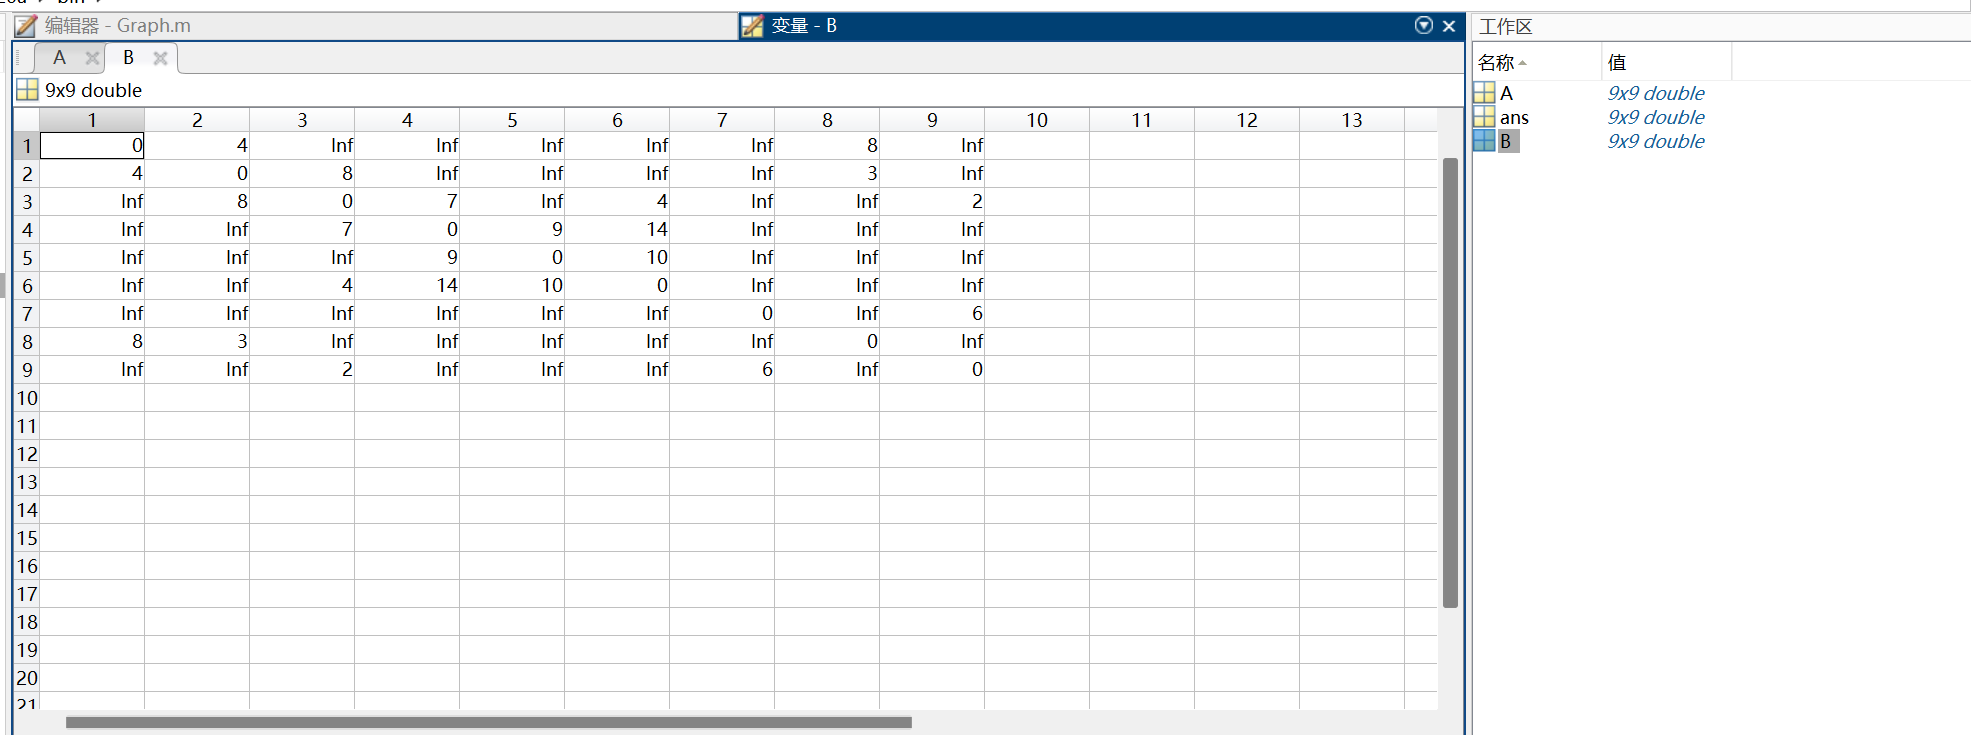 编辑器 - Graph.m
变量 - B
A B
9x9 double
1 2 3 4 5 6 7 8 9 10 11 12 13
1 0 4 Inf Inf Inf Inf Inf 8 Inf
2 4 0 8 Inf Inf Inf Inf 3 Inf
3 Inf 8 0 7 Inf 4 Inf Inf 2
4 Inf Inf 7 0 9 14 Inf Inf Inf
5 Inf Inf Inf 9 0 10 Inf Inf Inf
6 Inf Inf 4 14 10 0 Inf Inf Inf
7 Inf Inf Inf Inf Inf Inf 0 Inf 6
8 8 3 Inf Inf Inf Inf Inf 0 Inf
9 Inf Inf 2 Inf Inf Inf 6 Inf 0
10
11
12
13
14
15
16
17
18
19
20
21
工作区
名称 值
A 9x9 double
ans 9x9 double
B 9x9 double